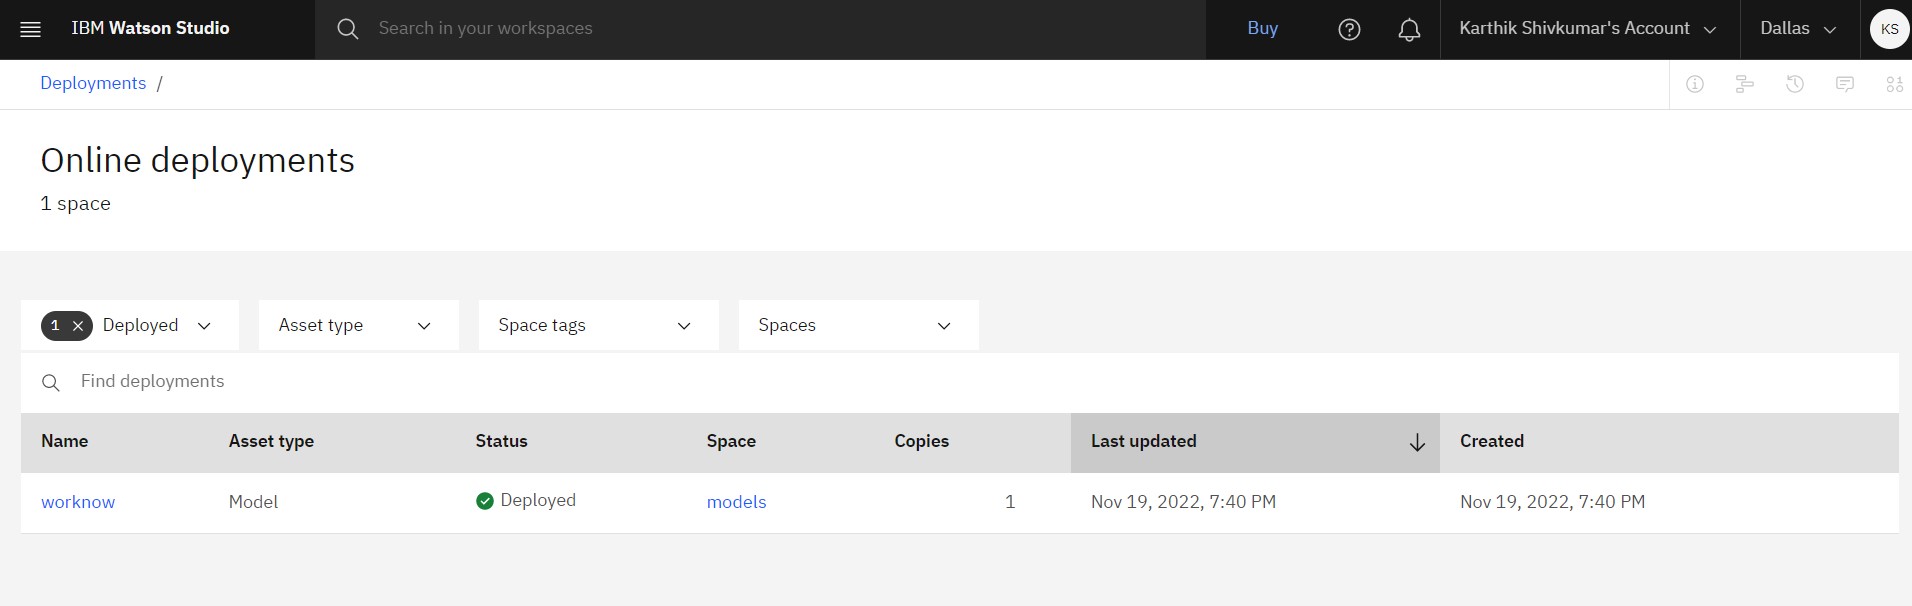 IBM Watson Studio Search in your workspaces Buy Karthik Shivkumar's Account Dallas KS
Deployments /
Online deployments
1 space
1 Deployed Asset type Space tags Spaces
Find deployments
Name Asset type Status Space Copies Last updated Created
worknow Model Deployed models 1 Nov 19, 2022, 7:40 PM Nov 19, 2022, 7:40 PM